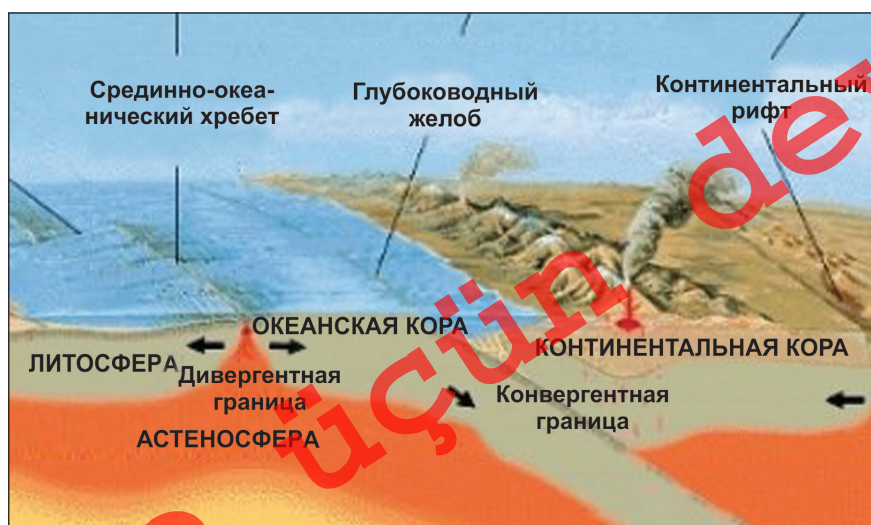 Срединно-океа-
нический хребет
Глубоководный
желоб
Континентальный
рифт
ОКЕАНСКАЯ КОРА
ЛИТОСФЕРА
КОНТИНЕНТАЛЬНАЯ КОРА
Дивергентная
граница
Конвергентная
граница
АСТЕНОСФЕРА
üçün